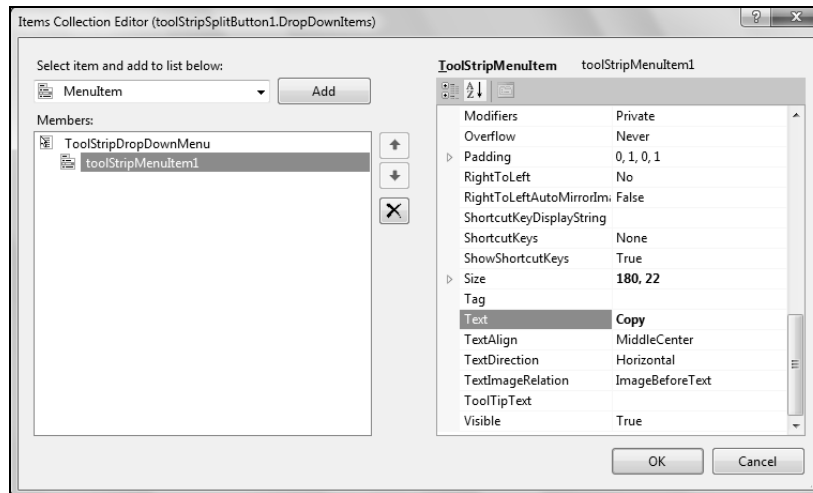 Items Collection Editor (toolStripSplitButton1.DropDownItems)
? X
Select item and add to list below:
MenuItem Add
Members:
ToolStripDropDownMenu
toolStripMenuItem1
ToolStripMenuItem toolStripMenuItem1
Modifiers Private
Overflow Never
Padding 0, 1, 0, 1
RightToLeft No
RightToLeftAutoMirrorIma False
ShortcutKeyDisplayString
ShortcutKeys None
ShowShortcutKeys True
Size 180, 22
Tag
Text Copy
TextAlign MiddleCenter
TextDirection Horizontal
TextImageRelation ImageBeforeText
ToolTipText
Visible True
OK Cancel